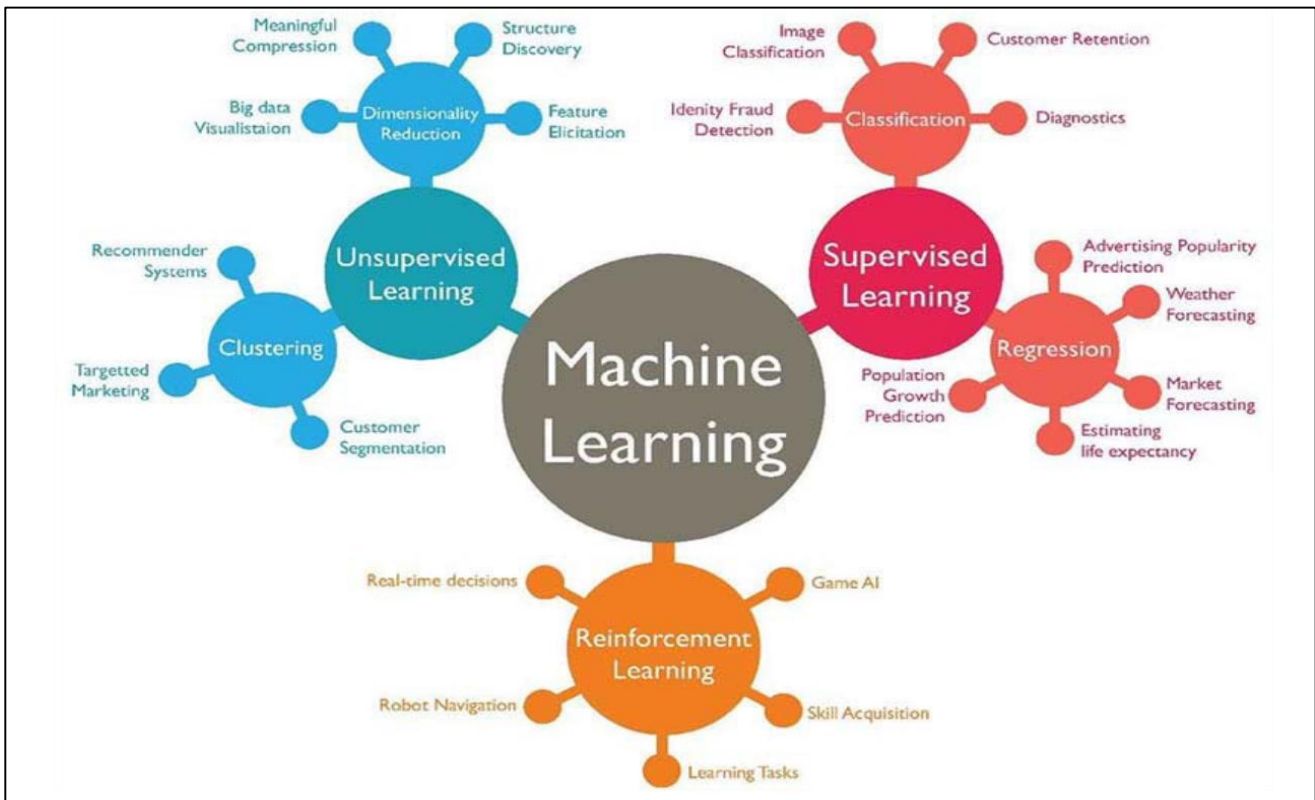 Meaningful
Compression
Structure
Discovery
Big data
Visualistaion
Dimensionality
Reduction
Feature
Elicitation
Unsupervised
Learning
Recommender
Systems
Clustering
Targetted
Marketing
Customer
Segmentation
Machine
Learning
Image
Classification
Customer Retention
Idenity Fraud
Detection
Classification
Diagnostics
Supervised
Learning
Advertising Popularity
Prediction
Weather
Forecasting
Regression
Population
Growth
Prediction
Market
Forecasting
Estimating
life expectancy
Real-time decisions
Game AI
Reinforcement
Learning
Robot Navigation
Skill Acquisition
Learning Tasks